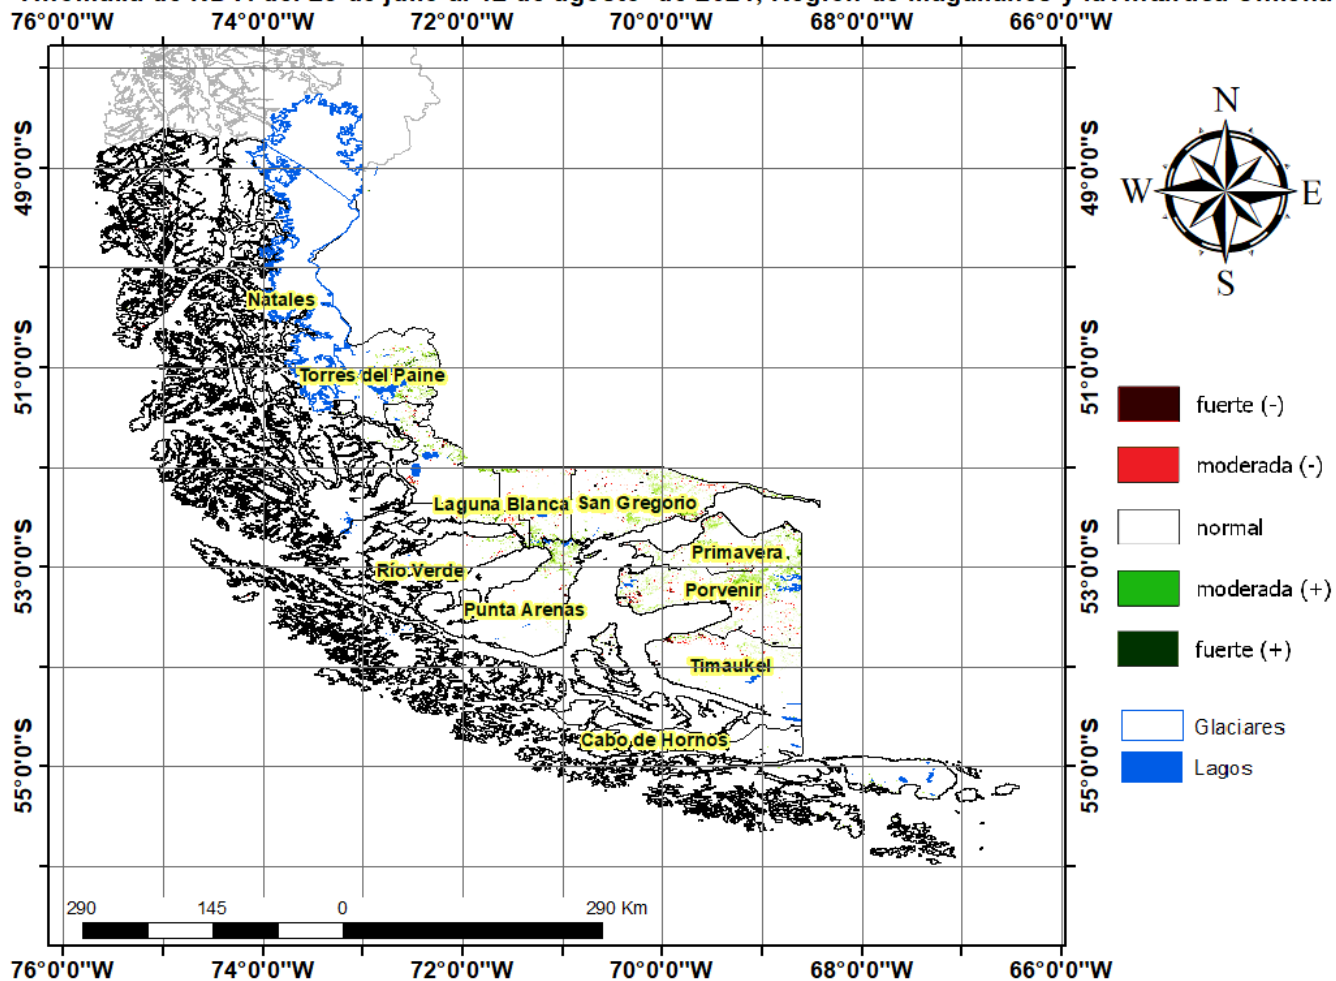 76°0'0"W 74°0'0"W 72°0'0"W 70°0'0"W 68°0'0"W 66°0'0"W
N
W E
S
49°0'0"S 49°0'0"S
51°0'0"S 51°0'0"S
53°0'0"S 53°0'0"S
55°0'0"S 55°0'0"S
Natales
Torres del Paine
Laguna Blanca San Gregorio
Primavera
Río Verde
Porvenir
Punta Arenas
Timaukel
Cabo de Hornos
fuerte (-)
moderada (-)
normal
moderada (+)
fuerte (+)
Glaciares
Lagos
290 145 0 290 Km
76°0'0"W 74°0'0"W 72°0'0"W 70°0'0"W 68°0'0"W 66°0'0"W